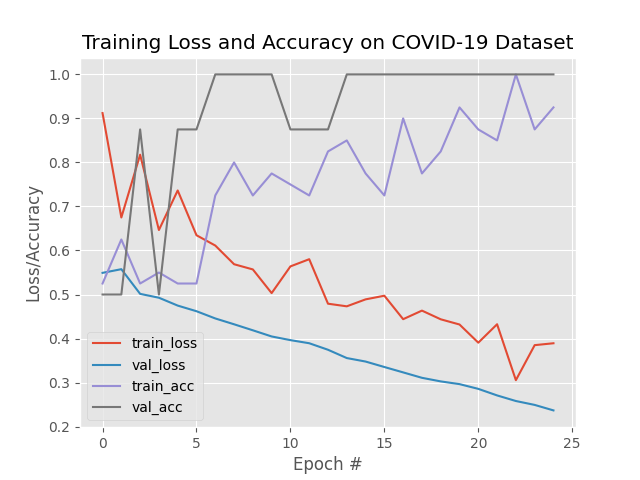 Training Loss and Accuracy on COVID-19 Dataset
1.0
0.9
0.8
0.7
0.6
0.5
0.4
0.3
0.2
Loss/Accuracy
train_loss
val_loss
train_acc
val_acc
0 5 10 15 20 25
Epoch #